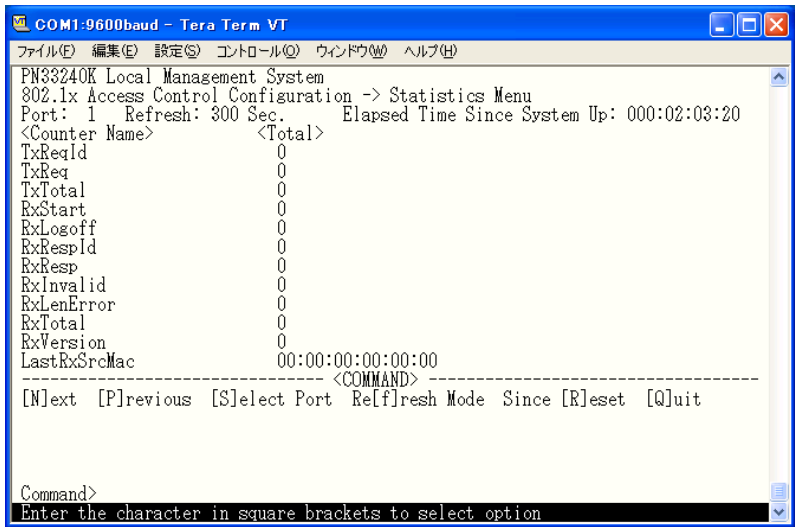 COM1:9600baud - Tera Term VT
ファイル(F) 編集(E) 設定(S) コントロール(O) ウィンドウ(W) ヘルプ(H)
PN33240K Local Management System
802.1x Access Control Configuration -> Statistics Menu
Port: 1 Refresh: 300 Sec. Elapsed Time Since System Up: 000:02:03:20
<Counter Name> <Total>
TxReqId 0
TxReq 0
TxTotal 0
RxStart 0
RxLogoff 0
RxRespId 0
RxResp 0
RxInvalid 0
RxLenError 0
RxTotal 0
RxVersion 0
LastRxSrcMac 00:00:00:00:00:00
-------------------------------- <COMMAND> -----------------------------------
[N]ext [P]revious [S]elect Port Re[f]resh Mode Since [R]eset [Q]uit
Command>
Enter the character in square brackets to select option